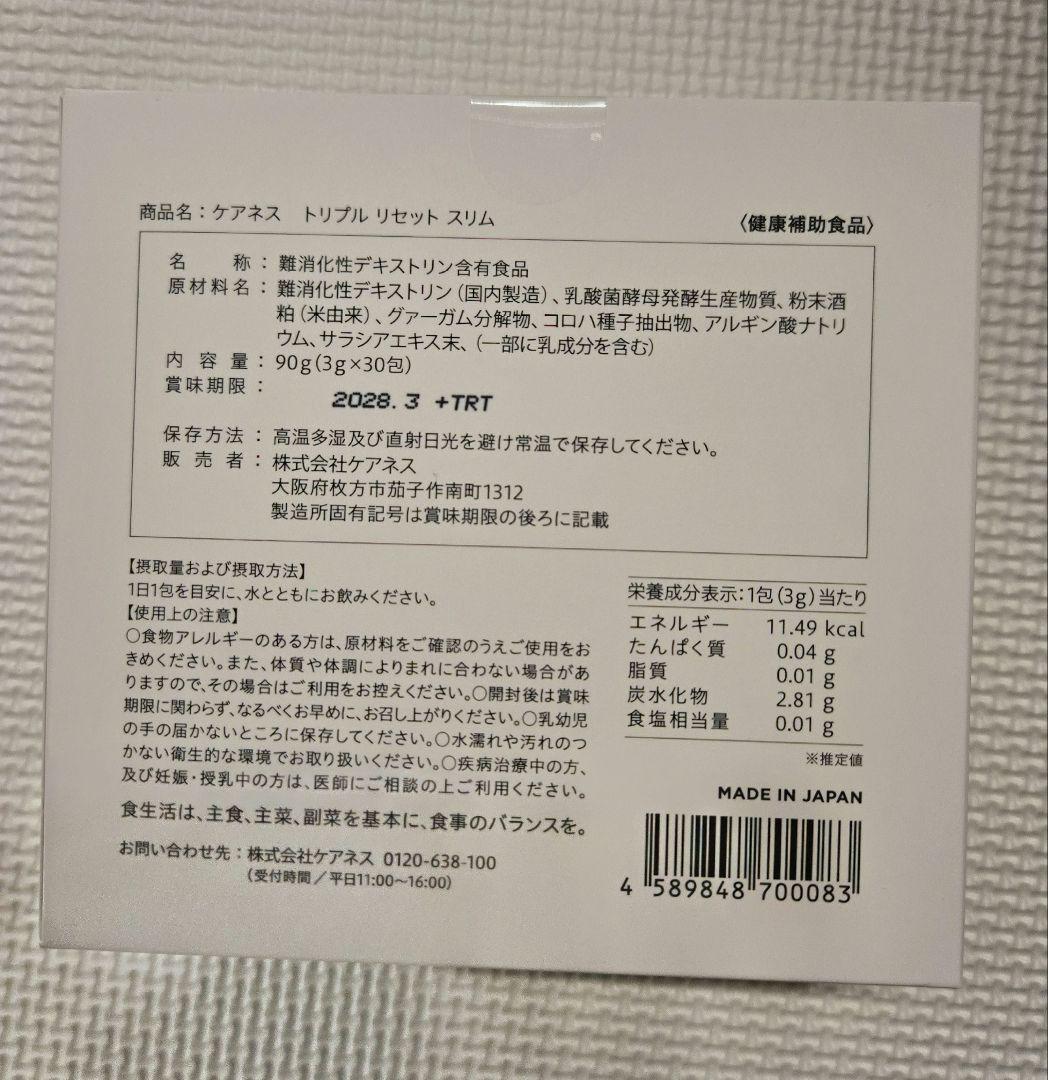 商品名：ケアネス　トリプル リセット スリム
〈健康補助食品〉
名　　称：難消化性デキストリン含有食品
原材料名：難消化性デキストリン（国内製造）、乳酸菌酵母発酵生産物質、粉末酒
粕（米由来）、グァーガム分解物、コロハ種子抽出物、アルギン酸ナトリ
ウム、サラシアエキス末、（一部に乳成分を含む）
内 容 量：90g（3g×30包）
賞味期限：
2028. 3 +TRT
保存方法：高温多湿及び直射日光を避け常温で保存してください。
販 売 者：株式会社ケアネス
大阪府枚方市茄子作南町1312
製造所固有記号は賞味期限の後ろに記載
【摂取量および摂取方法】
1日1包を目安に、水とともにお飲みください。
【使用上の注意】
○食物アレルギーのある方は、原材料をご確認のうえご使用をお
きめください。また、体質や体調によりまれに合わない場合があ
りますので、その場合はご利用をお控えください。○開封後は賞味
期限に関わらず、なるべくお早めに、お召し上がりください。○乳幼児
の手の届かないところに保存してください。○水濡れや汚れのつ
かない衛生的な環境でお取り扱いください。○疾病治療中の方、
及び妊娠・授乳中の方は、医師にご相談の上ご利用ください。
食生活は、主食、主菜、副菜を基本に、食事のバランスを。
お問い合わせ先：株式会社ケアネス 0120-638-100
（受付時間／平日11:00〜16:00）
栄養成分表示：1包（3g）当たり
エネルギー 11.49 kcal
たんぱく質 0.04 g
脂質 0.01 g
炭水化物 2.81 g
食塩相当量 0.01 g
※推定値
MADE IN JAPAN
4 589848 700083